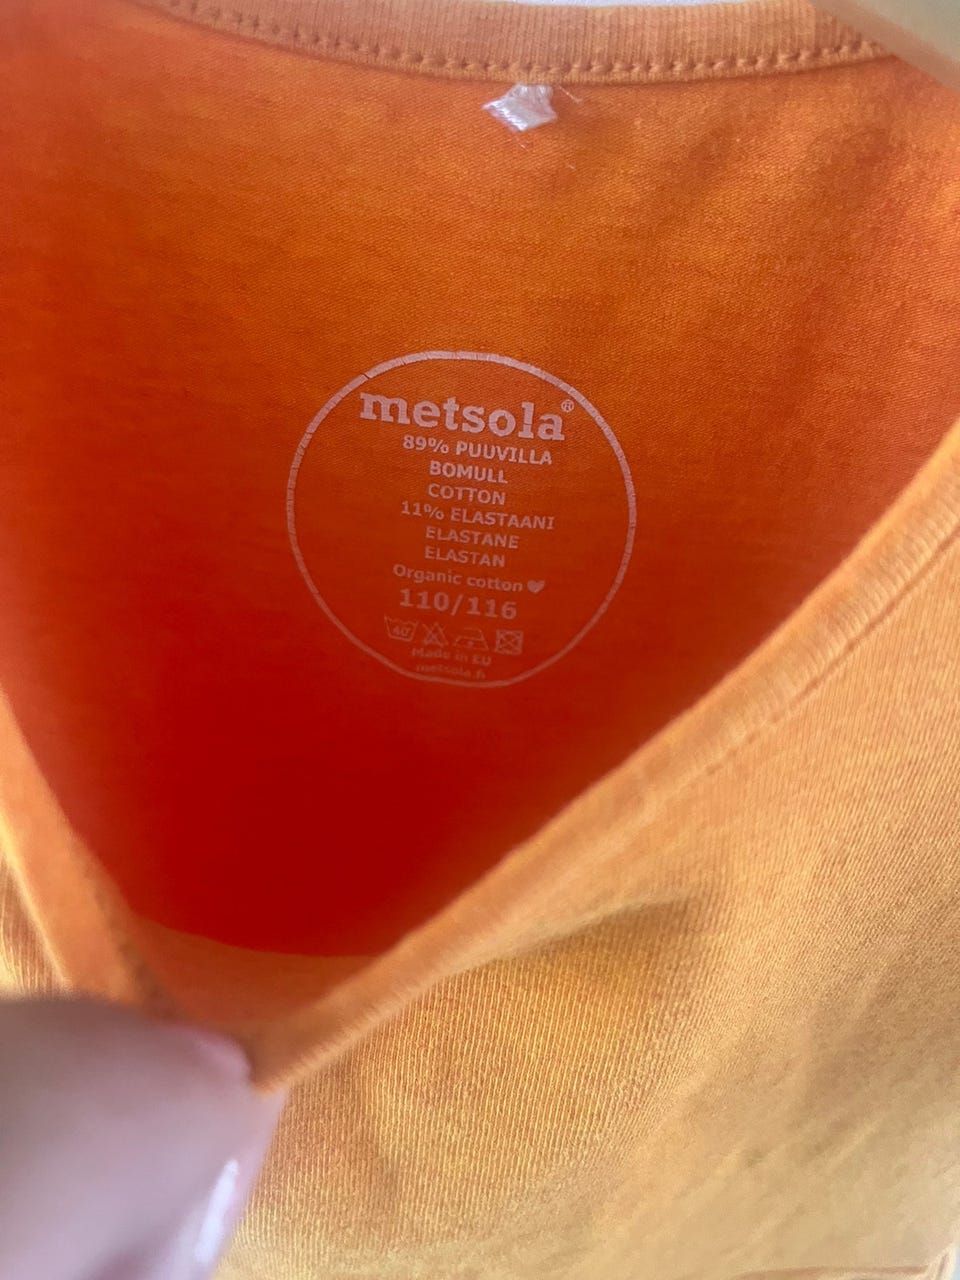 metsola®
89% PUUVILLA
BOMULL
COTTON
11% ELASTAANI
ELASTANE
ELASTAN
Organic cotton ♥
110/116
40
Made in EU
metsola.fi